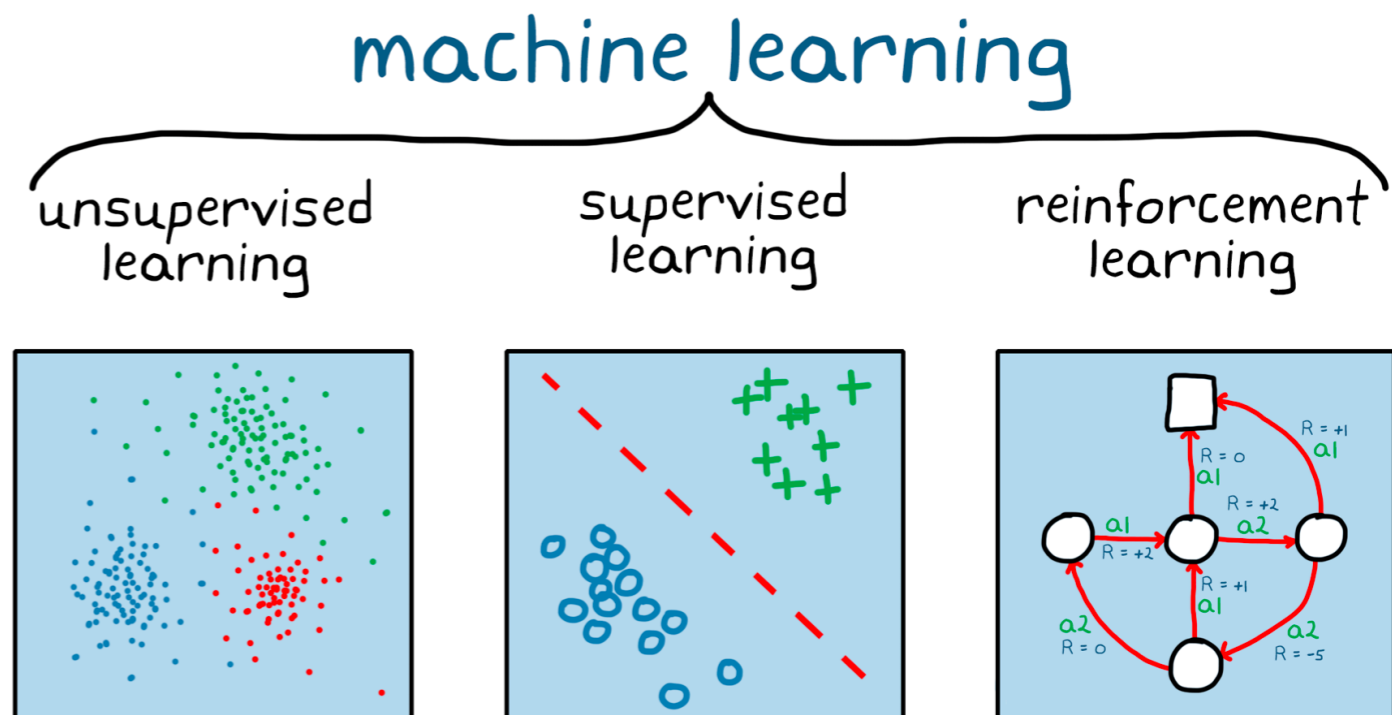 machine learning
unsupervised
learning
supervised
learning
reinforcement
learning
R = +1
a1
R = 0
a1
R = +2
a1
a2
R = +2
R = +1
a1
a2
R = 0
a2
R = -5